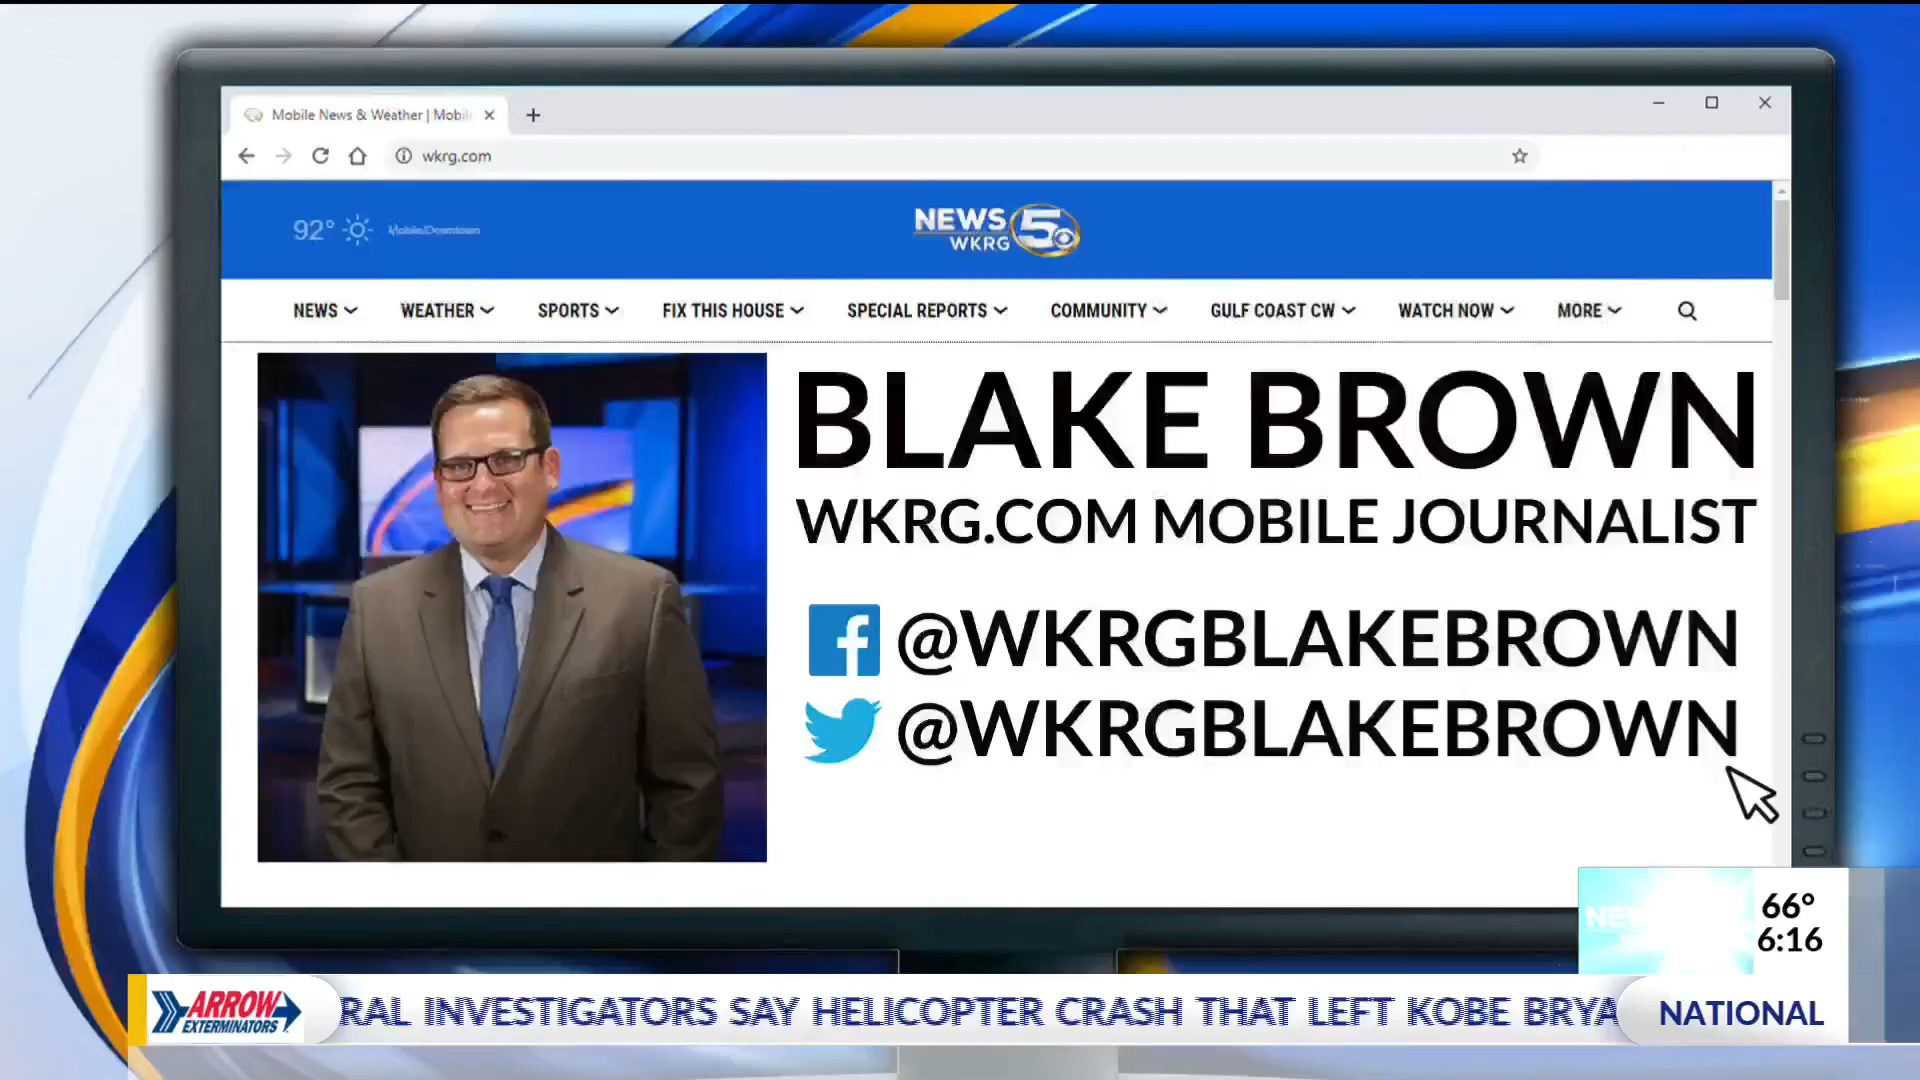 Mobile News & Weather | Mobil
wkrg.com
92°
Mobile/Downtown
NEWS 5
WKRG
NEWS
WEATHER
SPORTS
FIX THIS HOUSE
SPECIAL REPORTS
COMMUNITY
GULF COAST CW
WATCH NOW
MORE
BLAKE BROWN
WKRG.COM MOBILE JOURNALIST
@WKRGBLAKEBROWN
@WKRGBLAKEBROWN
66°
6:16
ARROW
EXTERMINATORS
RAL INVESTIGATORS SAY HELICOPTER CRASH THAT LEFT KOBE BRYA
NATIONAL